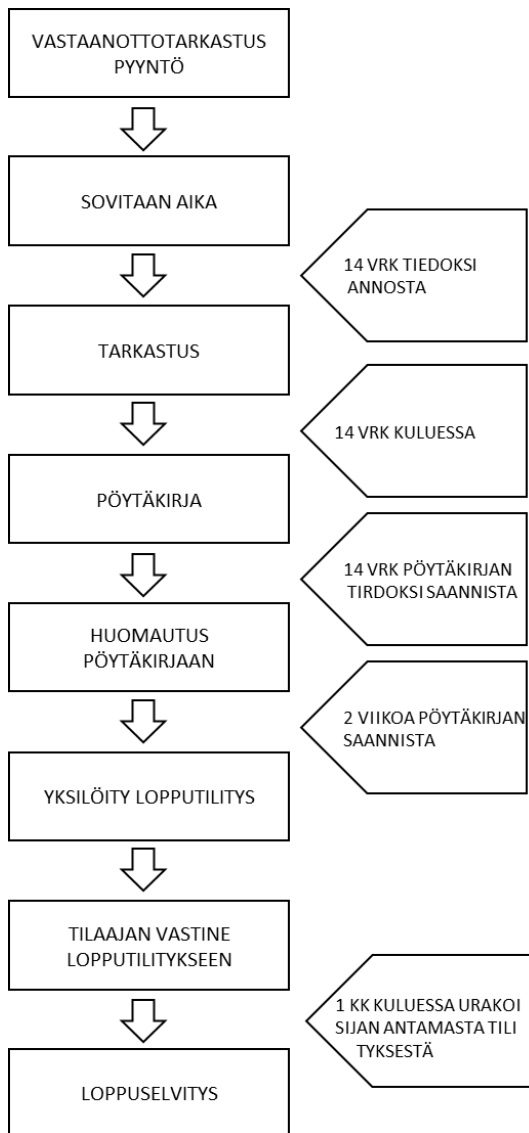 VASTAANOTTOTARKASTUS
PYYNTÖ
SOVITAAN AIKA
14 VRK TIEDOKSI
ANNOSTA
TARKASTUS
14 VRK KULUESSA
PÖYTÄKIRJA
14 VRK PÖYTÄKIRJAN
TIRDOKSI SAANNISTA
HUOMAUTUS
PÖYTÄKIRJAAN
2 VIIKOA PÖYTÄKIRJAN
SAANNISTA
YKSILÖITY LOPPUTILITYS
TILAAJAN VASTINE
LOPPUTILITYKSEEN
1 KK KULUESSA URAKOI
SIJAN ANTAMASTA TILI
TYKSESTÄ
LOPPUSELVITYS